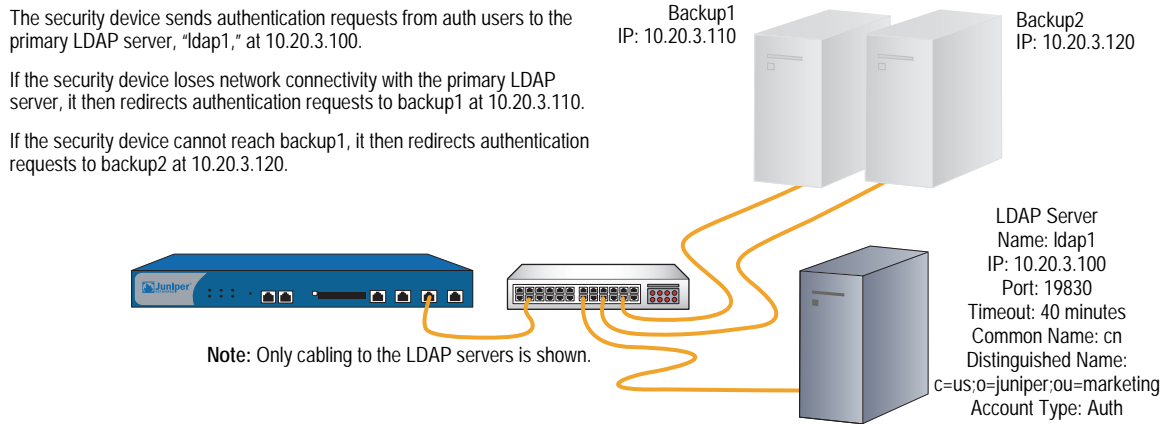 The security device sends authentication requests from auth users to the
primary LDAP server, “ldap1,” at 10.20.3.100.
If the security device loses network connectivity with the primary LDAP
server, it then redirects authentication requests to backup1 at 10.20.3.110.
If the security device cannot reach backup1, it then redirects authentication
requests to backup2 at 10.20.3.120.
Backup1
IP: 10.20.3.110
Backup2
IP: 10.20.3.120
Juniper
Note: Only cabling to the LDAP servers is shown.
LDAP Server
Name: ldap1
IP: 10.20.3.100
Port: 19830
Timeout: 40 minutes
Common Name: cn
Distinguished Name:
c=us;o=juniper;ou=marketing
Account Type: Auth